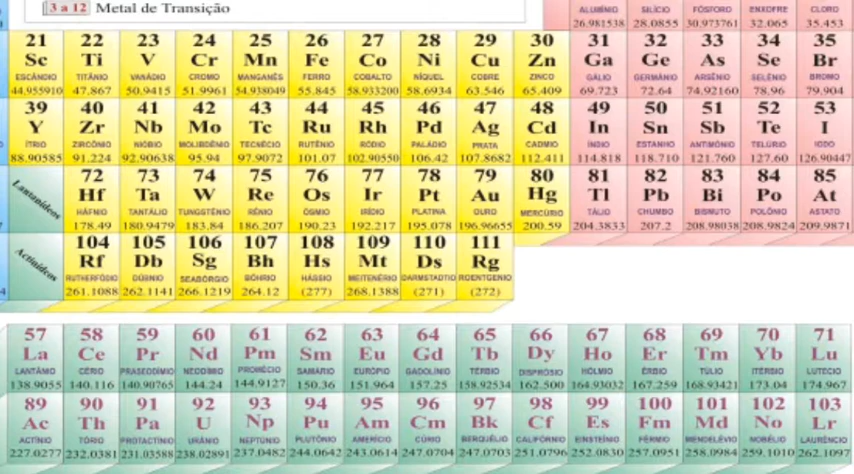 3 a 12 Metal de Transição
ALUMÍNIO SILÍCIO FÓSFORO ENXOFRE CLORO
26.981538 28.0855 30.973761 32.065 35.453
21 22 23 24 25 26 27 28 29 30 31 32 33 34 35
Sc Ti V Cr Mn Fe Co Ni Cu Zn Ga Ge As Se Br
ESCÂNDIO TITÂNIO VANÁDIO CROMO MANGANÊS FERRO COBALTO NÍQUEL COBRE ZINCO GÁLIO GERMÂNIO ARSÊNIO SELÊNIO BROMO
44.955910 47.867 50.9415 51.9961 54.938049 55.845 58.933200 58.6934 63.546 65.409 69.723 72.64 74.92160 78.96 79.904
39 40 41 42 43 44 45 46 47 48 49 50 51 52 53
Y Zr Nb Mo Tc Ru Rh Pd Ag Cd In Sn Sb Te I
ÍTRIO ZIRCÔNIO NIÓBIO MOLIBDÊNIO TECNÉCIO RUTÊNIO RÓDIO PALÁDIO PRATA CÁDMIO ÍNDIO ESTANHO ANTIMÔNIO TELÚRIO IODO
88.90585 91.224 92.90638 95.94 97.9072 101.07 102.90550 106.42 107.8682 112.411 114.818 118.710 121.760 127.60 126.90447
Lantanídeos
72 73 74 75 76 77 78 79 80 81 82 83 84 85
Hf Ta W Re Os Ir Pt Au Hg Tl Pb Bi Po At
HÁFNIO TANTÁLIO TUNGSTÊNIO RÊNIO ÓSMIO IRÍDIO PLATINA OURO MERCÚRIO TÁLIO CHUMBO BISMUTO POLÔNIO ASTATO
178.49 180.9479 183.84 186.207 190.23 192.217 195.078 196.96655 200.59 204.3833 207.2 208.98038 208.9824 209.9871
Actinídeos
104 105 106 107 108 109 110 111
Rf Db Sg Bh Hs Mt Ds Rg
RUTHERFÓDIO DÚBNIO SEABÓRGIO BÓHRIO HÁSSIO MEITENÉRIO DARMSTADTIO ROENTGENIO
261.1088 262.1141 266.1219 264.12 (277) 268.1388 (271) (272)
57 58 59 60 61 62 63 64 65 66 67 68 69 70 71
La Ce Pr Nd Pm Sm Eu Gd Tb Dy Ho Er Tm Yb Lu
LANTÂNIO CÉRIO PRASEODÍMIO NEODÍMIO PROMÉCIO SAMÁRIO EURÓPIO GADOLÍNIO TÉRBIO DISPRÓSIO HÓLMIO ÉRBIO TÚLIO ITÉRBIO LUTÉCIO
138.9055 140.116 140.90765 144.24 144.9127 150.36 151.964 157.25 158.92534 162.500 164.93032 167.259 168.93421 173.04 174.967
89 90 91 92 93 94 95 96 97 98 99 100 101 102 103
Ac Th Pa U Np Pu Am Cm Bk Cf Es Fm Md No Lr
ACTÍNIO TÓRIO PROTACTÍNIO URÂNIO NEPTÚNIO PLUTÔNIO AMERÍCIO CÚRIO BERQUÉLIO CALIFÓRNIO EINSTEÍNIO FÉRMIO MENDELÉVIO NOBÉLIO LAURÊNCIO
227.0277 232.0381 231.03588 238.02891 237.0482 244.0642 243.0614 247.0704 247.0703 251.0796 252.0830 257.0951 258.0984 259.1010 262.1097